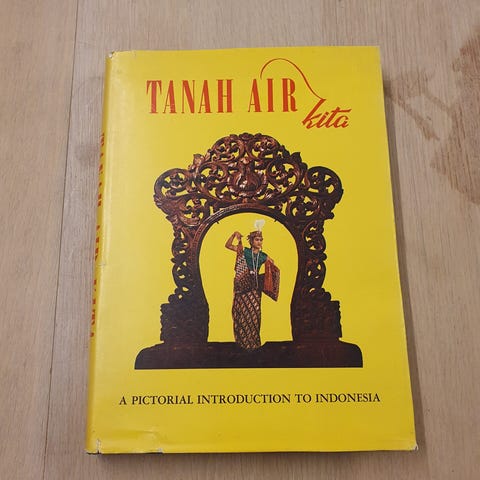 TANAH AIR
kita
A PICTORIAL INTRODUCTION TO INDONESIA